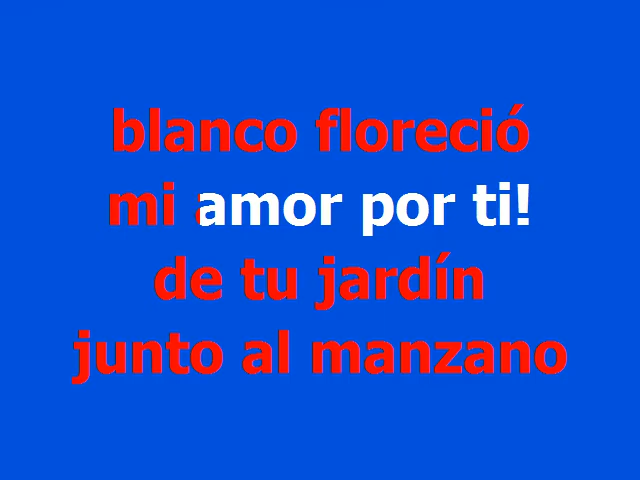 blanco floreció
mi amor por ti!
de tu jardín
junto al manzano